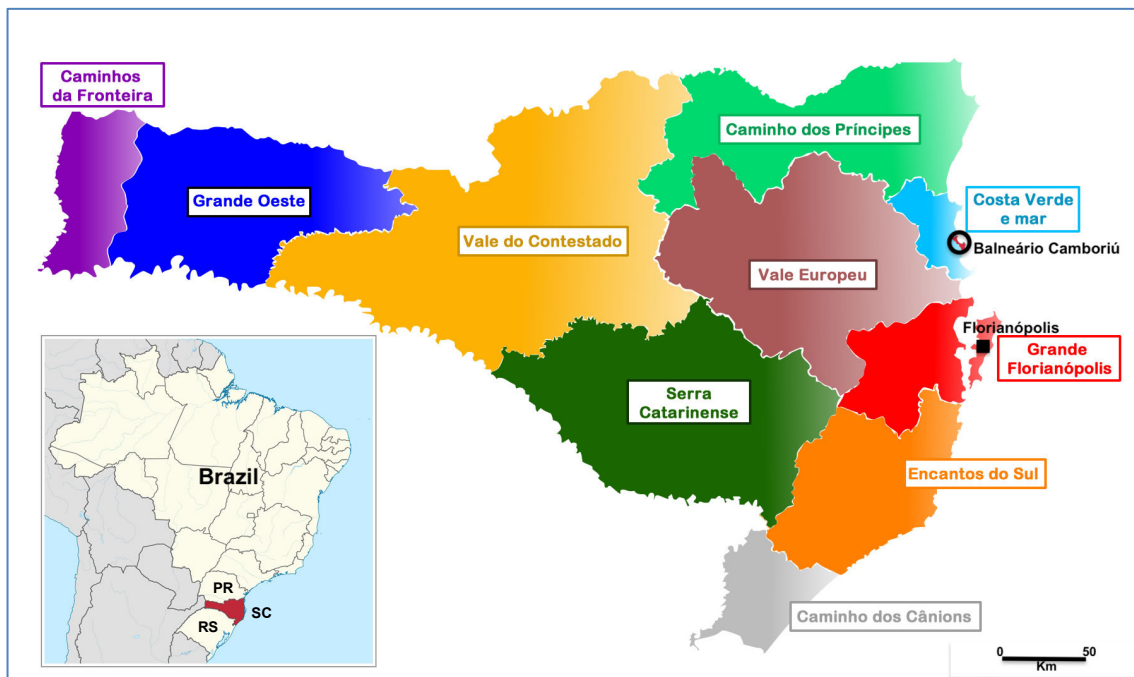 Caminhos
da Fronteira
Grande Oeste
Vale do Contestado
Caminho dos Príncipes
Costa Verde
e mar
Balneário Camboriú
Vale Europeu
Florianópolis
Grande
Florianópolis
Serra
Catarinense
Encantos do Sul
Caminho dos Cânions
Brazil
PR
SC
RS
0 50
Km